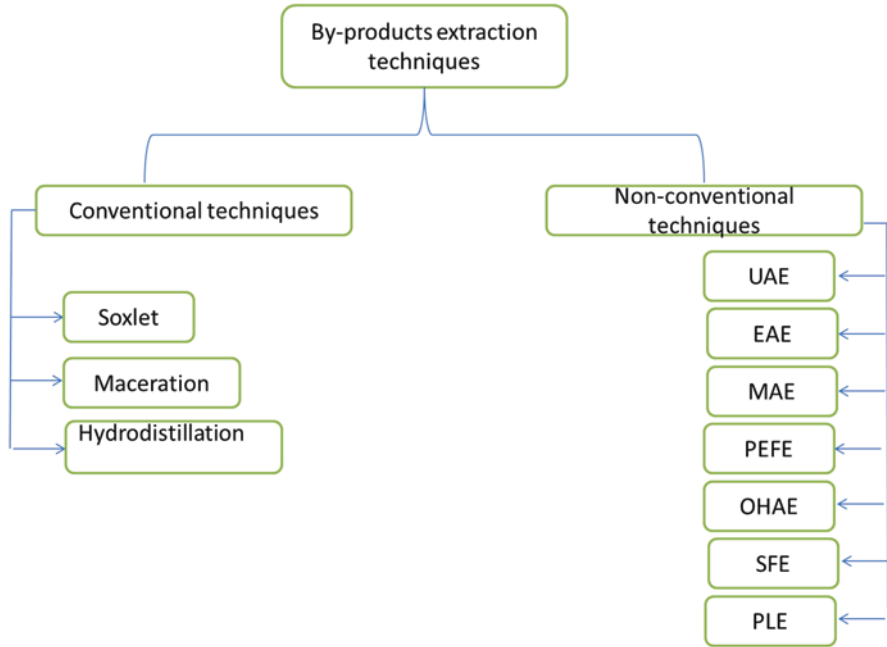 By-products extraction
techniques
Conventional techniques
Non-conventional
techniques
Soxlet
Maceration
Hydrodistillation
UAE
EAE
MAE
PEFE
OHAE
SFE
PLE